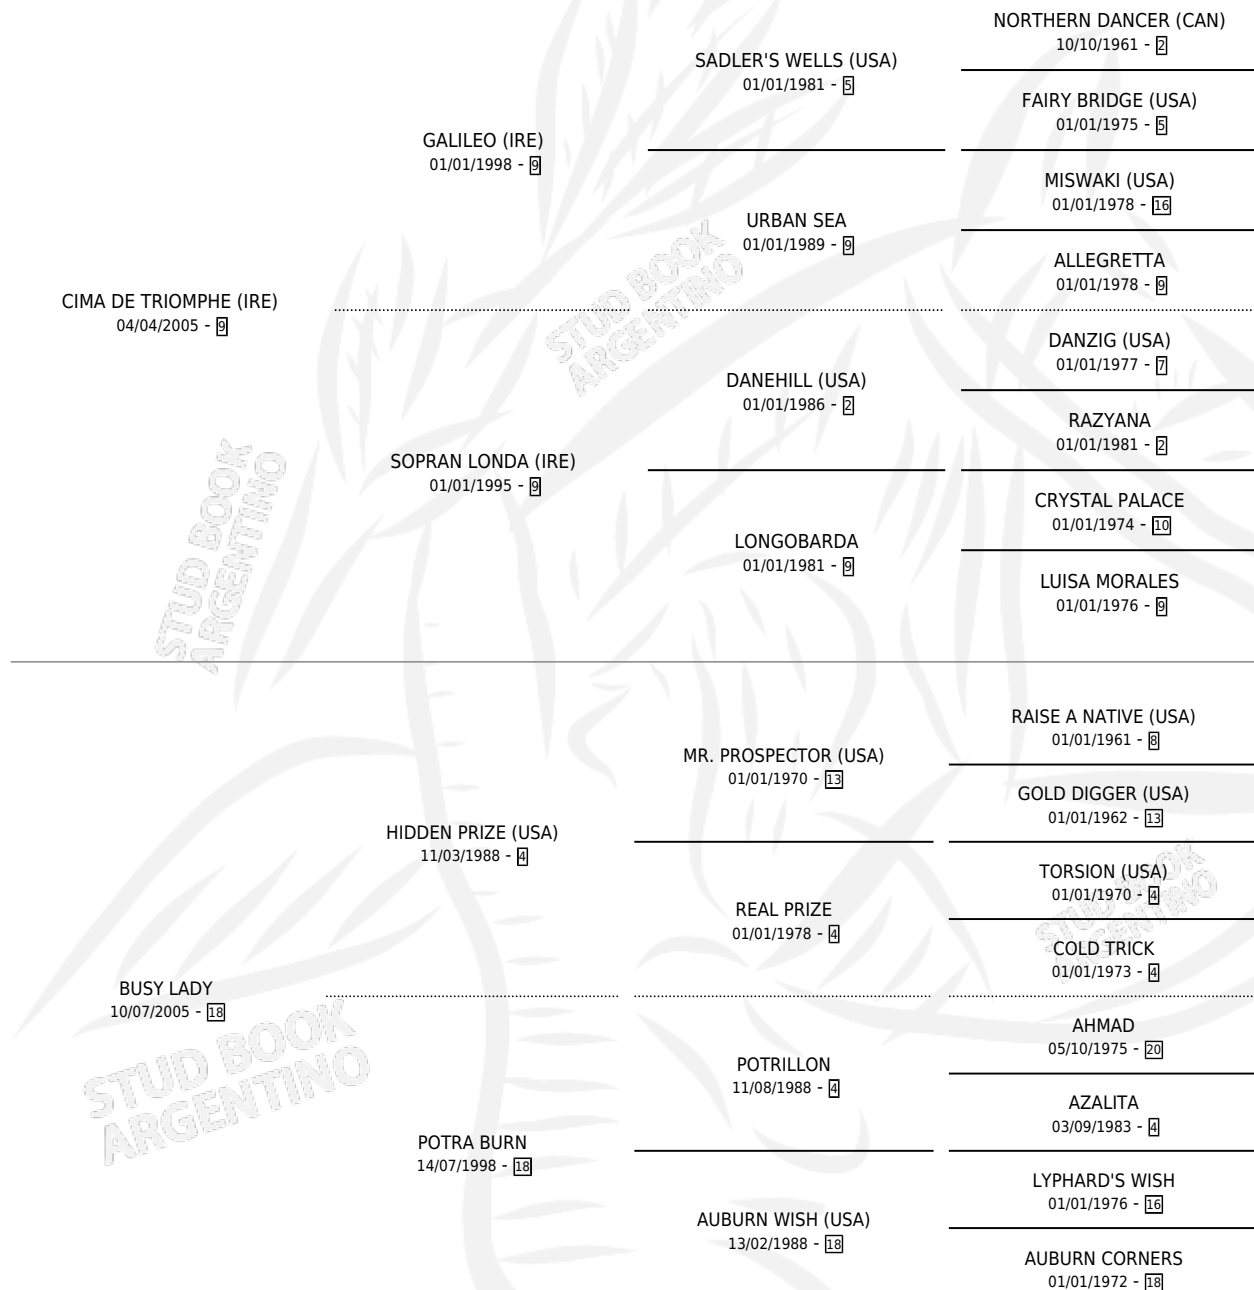 NORTHERN DANCER (CAN)
10/10/1961 - 2
SADLER'S WELLS (USA)
01/01/1981 - 5
FAIRY BRIDGE (USA)
01/01/1975 - 5
GALILEO (IRE)
01/01/1998 - 9
MISWAKI (USA)
01/01/1978 - 16
URBAN SEA
01/01/1989 - 9
ALLEGRETTA
01/01/1978 - 9
CIMA DE TRIOMPHE (IRE)
04/04/2005 - 9
STUD BOOK
ARGENTINO
DANZIG (USA)
01/01/1977 - 7
DANEHILL (USA)
01/01/1986 - 2
RAZYANA
01/01/1981 - 2
SOPRAN LONDA (IRE)
01/01/1995 - 9
CRYSTAL PALACE
01/01/1974 - 10
LONGOBARDA
01/01/1981 - 9
LUISA MORALES
01/01/1976 - 9
STUD BOOK
ARGENTINO
RAISE A NATIVE (USA)
01/01/1961 - 8
MR. PROSPECTOR (USA)
01/01/1970 - 13
GOLD DIGGER (USA)
01/01/1962 - 13
HIDDEN PRIZE (USA)
11/03/1988 - 4
TORSION (USA)
01/01/1970 - 4
REAL PRIZE
01/01/1978 - 4
STUD BOOK
ARGENTINO
COLD TRICK
01/01/1973 - 4
BUSY LADY
10/07/2005 - 18
STUD BOOK
ARGENTINO
AHMAD
05/10/1975 - 20
POTRILLON
11/08/1988 - 4
AZALITA
03/09/1983 - 4
POTRA BURN
14/07/1998 - 18
LYPHARD'S WISH
01/01/1976 - 16
AUBURN WISH (USA)
13/02/1988 - 18
AUBURN CORNERS
01/01/1972 - 18